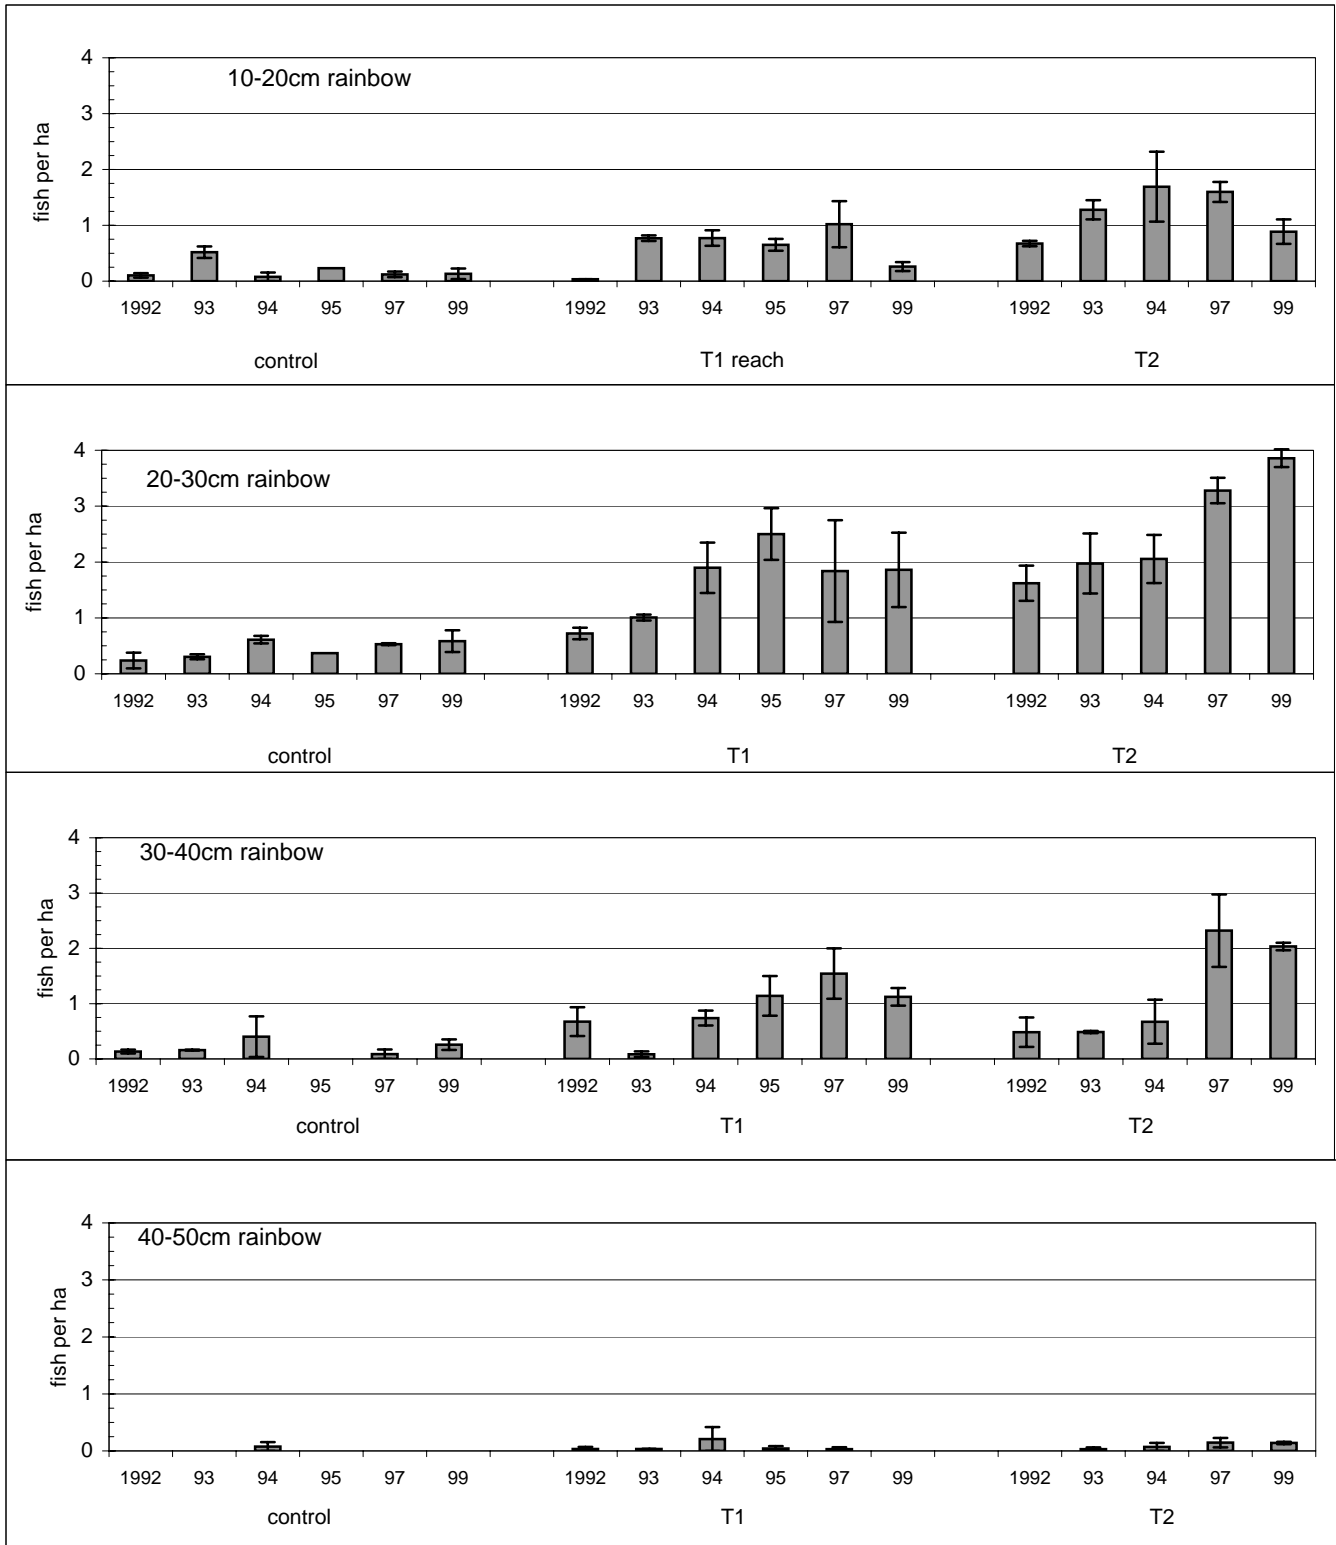 4
10-20cm rainbow
3
2
1
0
fish per ha
1992 93 94 95 97 99 1992 93 94 95 97 99 1992 93 94 97 99
control T1 reach T2
4
20-30cm rainbow
3
2
1
0
fish per ha
1992 93 94 95 97 99 1992 93 94 95 97 99 1992 93 94 97 99
control T1 T2
4
30-40cm rainbow
3
2
1
0
fish per ha
1992 93 94 95 97 99 1992 93 94 95 97 99 1992 93 94 97 99
control T1 T2
4
40-50cm rainbow
3
2
1
0
fish per ha
1992 93 94 95 97 99 1992 93 94 95 97 99 1992 93 94 97 99
control T1 T2